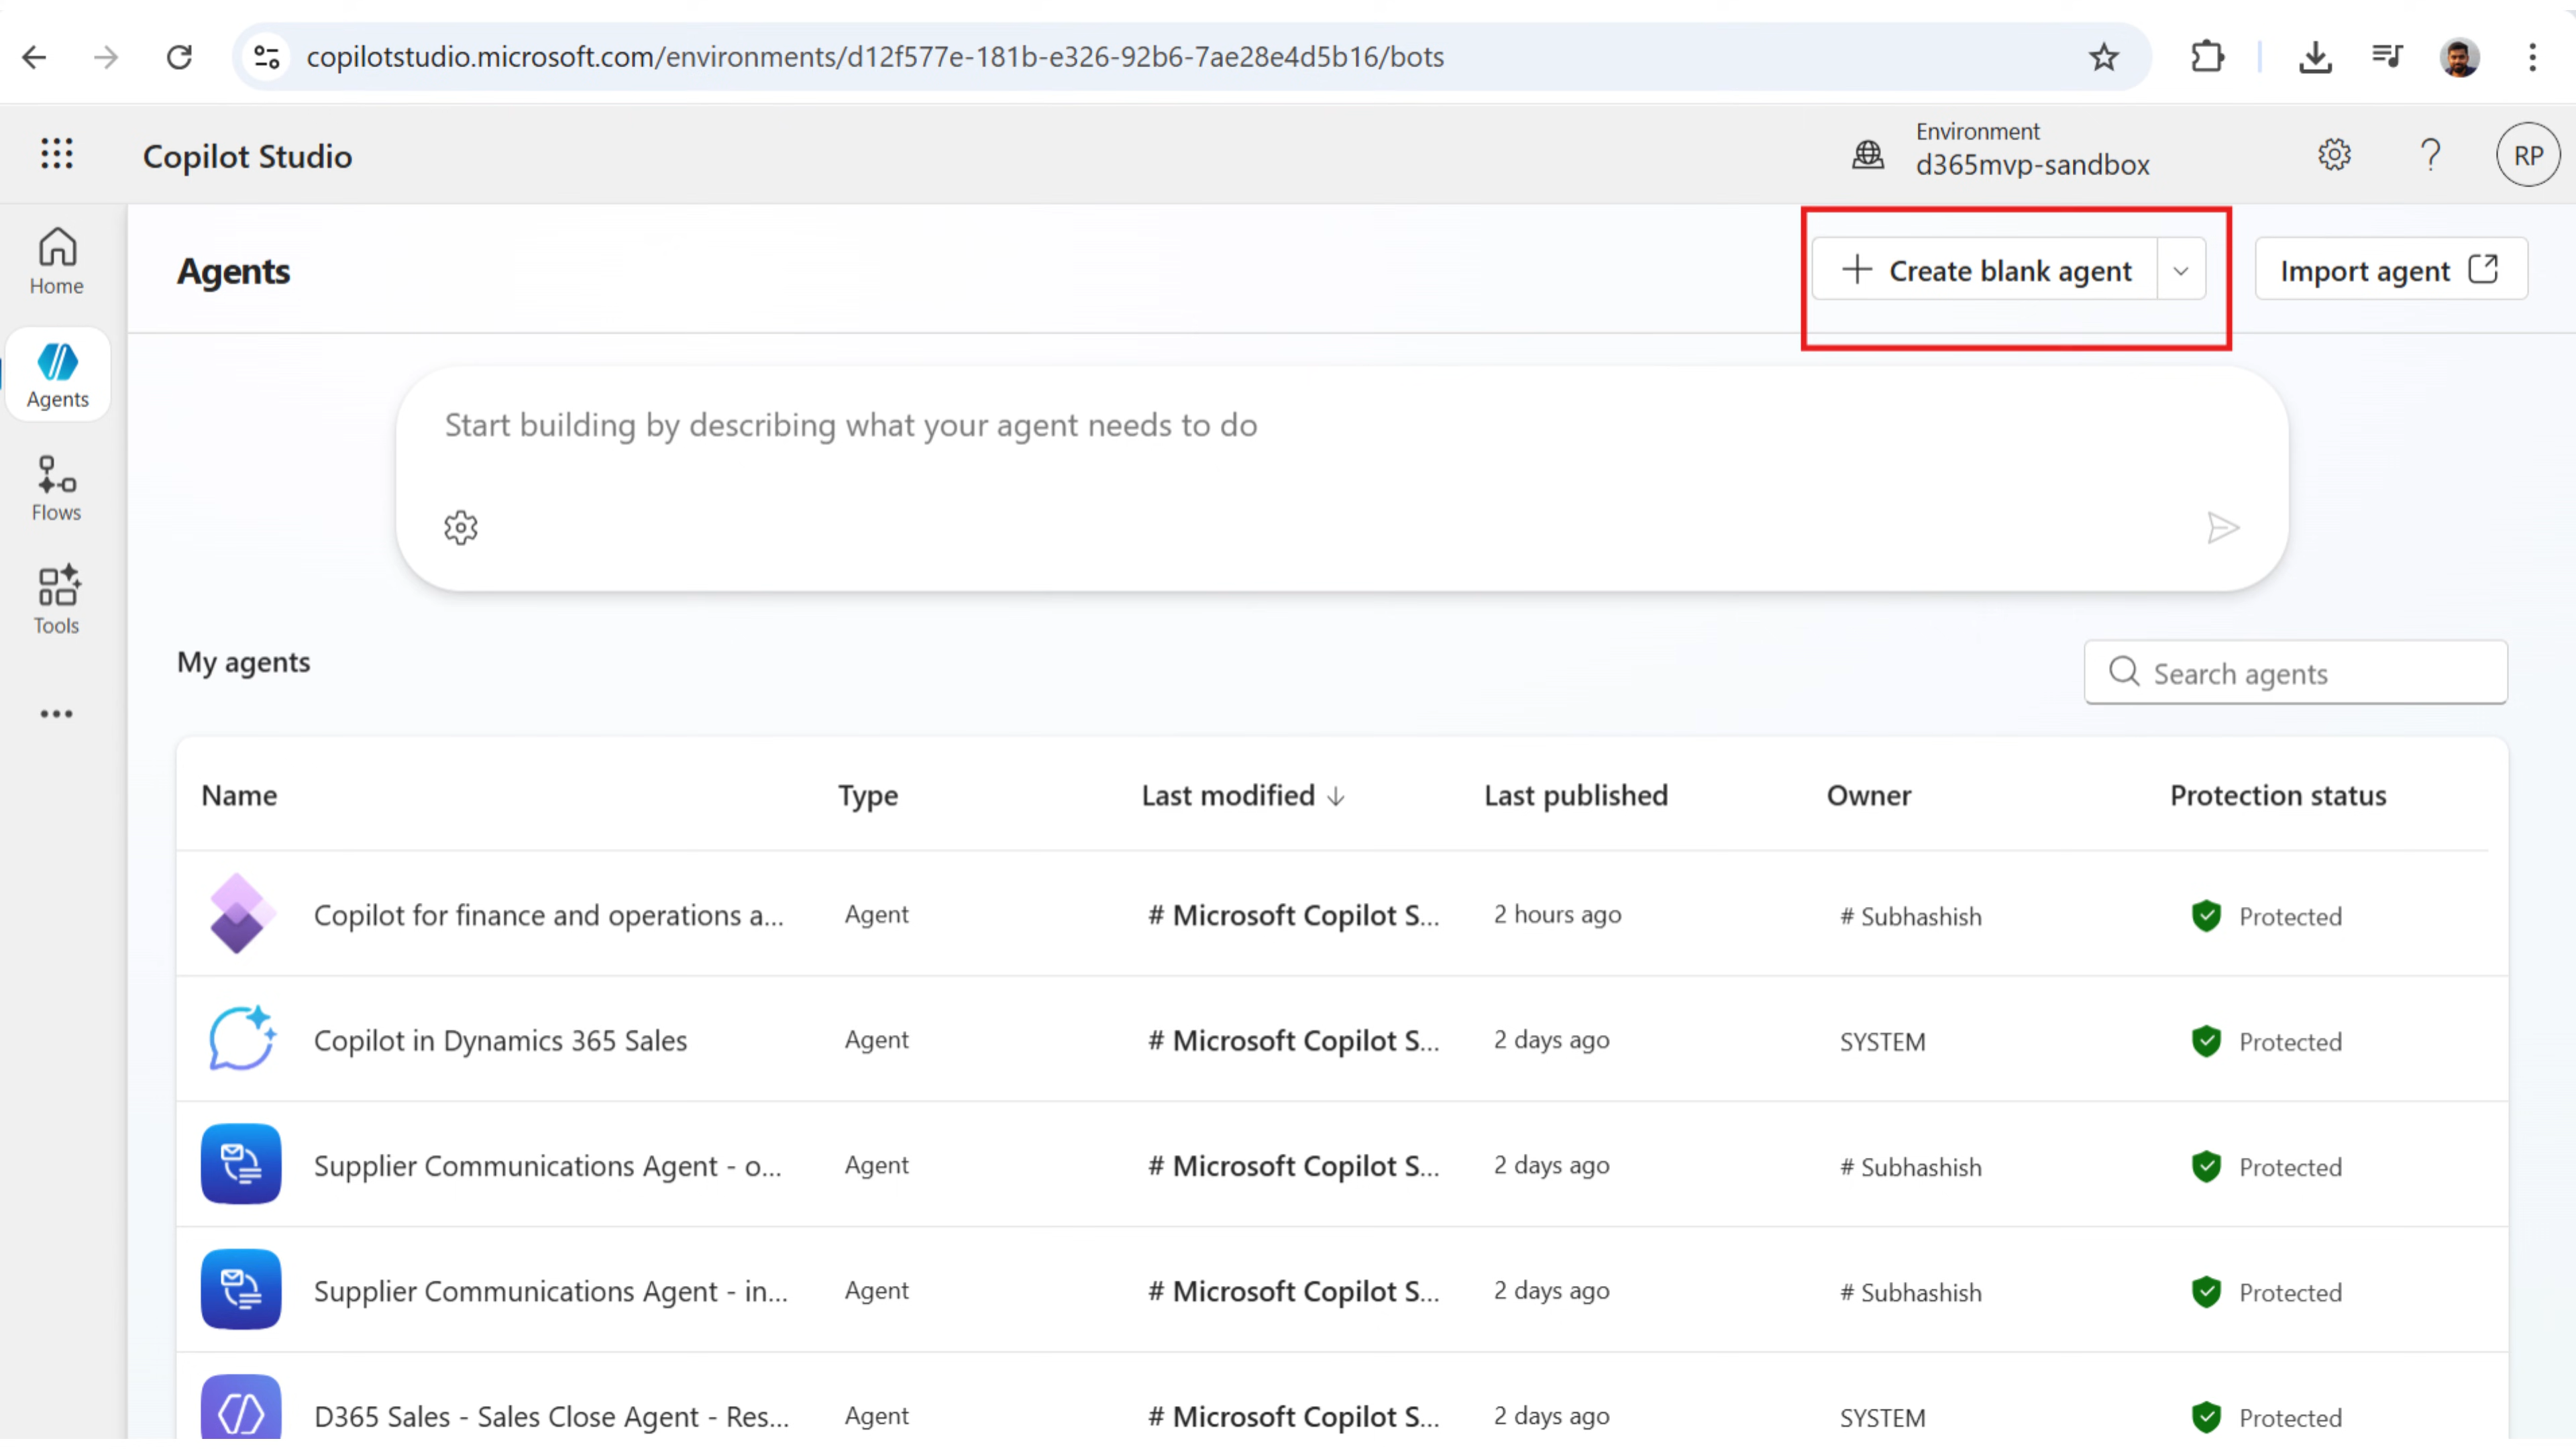 copilotstudio.microsoft.com/environments/d12f577e-181b-e326-92b6-7ae28e4d5b16/bots
Copilot Studio
Environment
d365mvp-sandbox
RP
Home
Agents
Flows
Tools
Agents
Create blank agent
Import agent
Start building by describing what your agent needs to do
My agents
Search agents
Name Type Last modified Last published Owner Protection status
Copilot for finance and operations a... Agent # Microsoft Copilot S... 2 hours ago # Subhashish Protected
Copilot in Dynamics 365 Sales Agent # Microsoft Copilot S... 2 days ago SYSTEM Protected
Supplier Communications Agent - o... Agent # Microsoft Copilot S... 2 days ago # Subhashish Protected
Supplier Communications Agent - in... Agent # Microsoft Copilot S... 2 days ago # Subhashish Protected
D365 Sales - Sales Close Agent - Res... Agent # Microsoft Copilot S... 2 days ago SYSTEM Protected